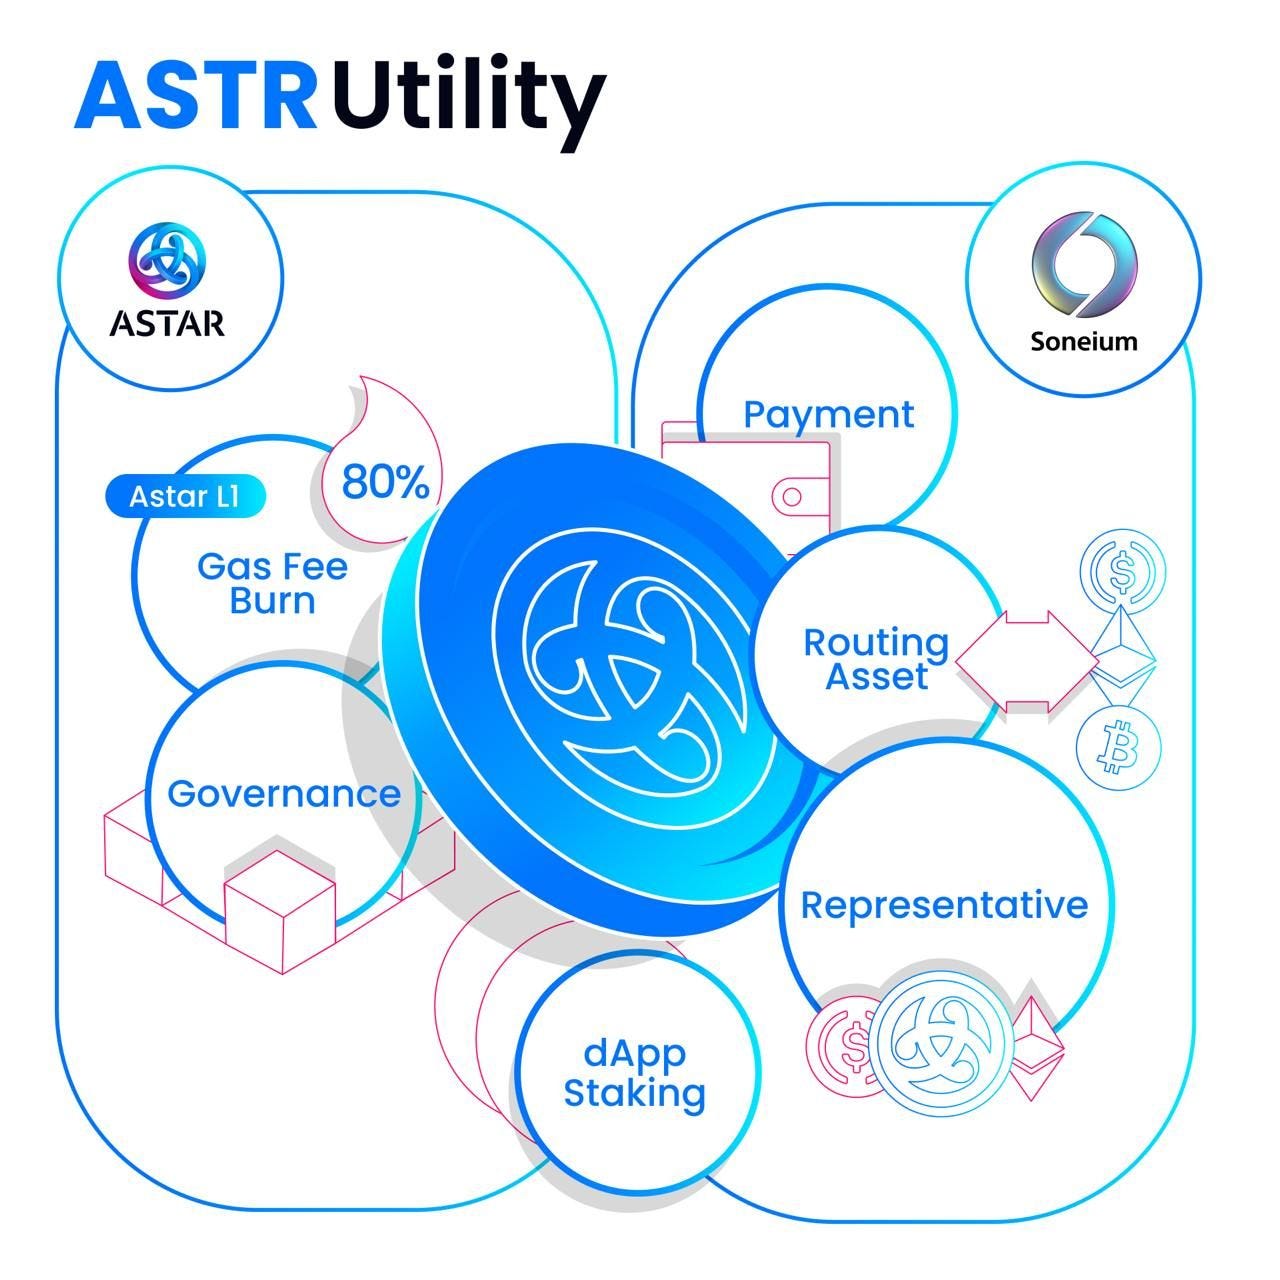 ASTR Utility
ASTAR
Astar L1
80%
Gas Fee
Burn
Governance
Soneium
Payment
Routing
Asset
Representative
dApp
Staking